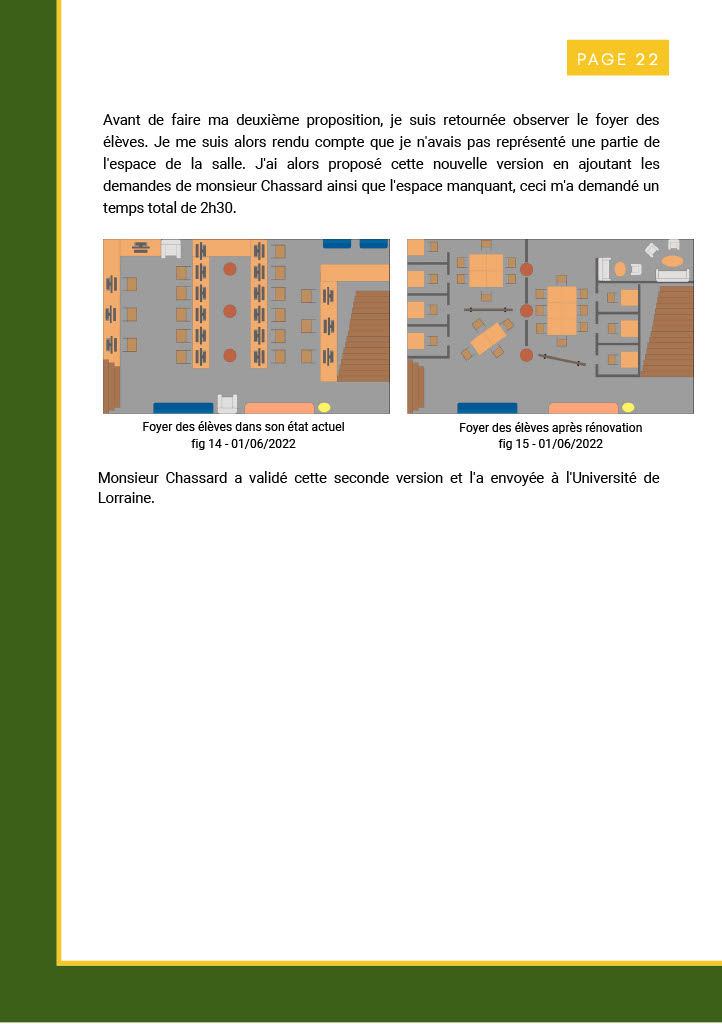 PAGE 22
Avant de faire ma deuxième proposition, je suis retournée observer le foyer des
élèves. Je me suis alors rendu compte que je n'avais pas représenté une partie de
l'espace de la salle. J'ai alors proposé cette nouvelle version en ajoutant les
demandes de monsieur Chassard ainsi que l'espace manquant, ceci m'a demandé un
temps total de 2h30.
Foyer des élèves dans son état actuel
fig 14 - 01/06/2022
Foyer des élèves après rénovation
fig 15 - 01/06/2022
Monsieur Chassard a validé cette seconde version et l'a envoyée à l'Université de
Lorraine.